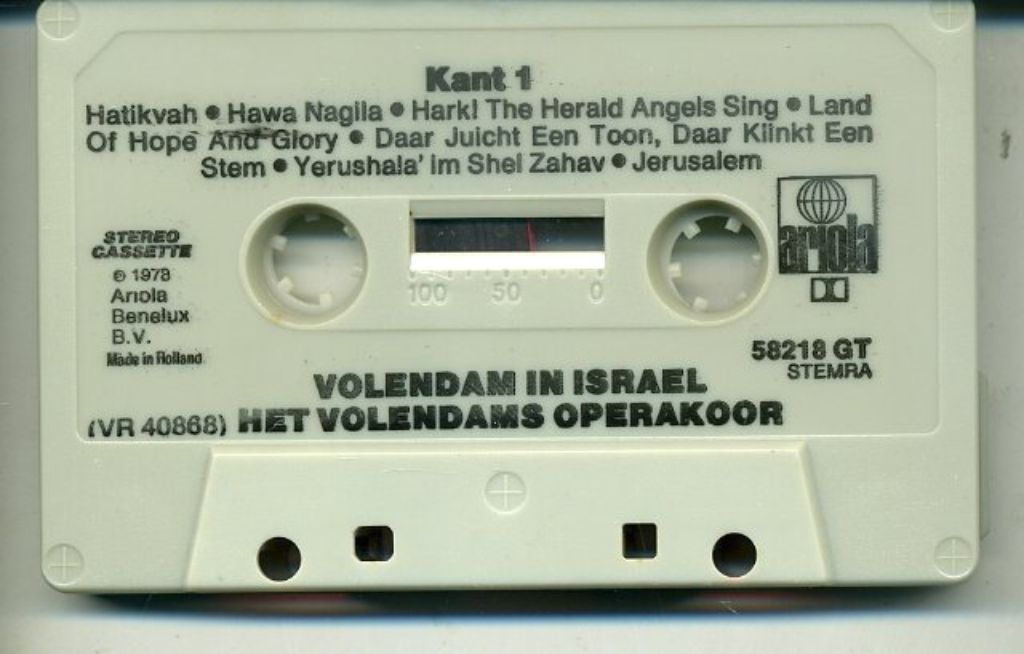 Kant 1
Hatikvah • Hawa Nagila • Hark! The Herald Angels Sing • Land
Of Hope And Glory • Daar Juicht Een Toon, Daar Klinkt Een
Stem • Yerushala' im Shel Zahav • Jerusalem
ariola
STEREO
CASSETTE
℗ 1978
Ariola
Benelux
B.V.
Made in Holland
100 50 0
58218 GT
STEMRA
VOLENDAM IN ISRAEL
(VR 40868) HET VOLENDAMS OPERAKOOR